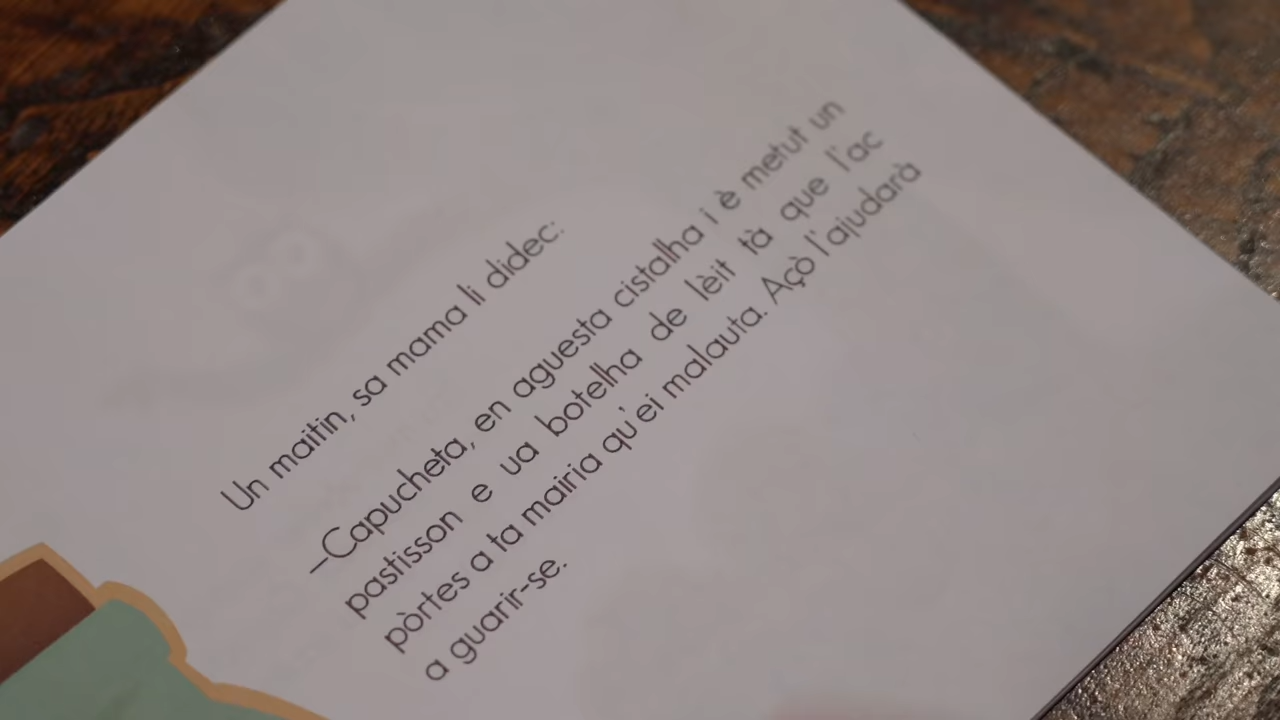 Un maitin, sa mama li didec:
–Capucheta, en aguesta cistalha i è metut un
pastisson e ua botelha de lèit tà que l'ac
pòrtes a ta mairia qu'ei malauta. Açò l'ajudarà
a guarir-se.